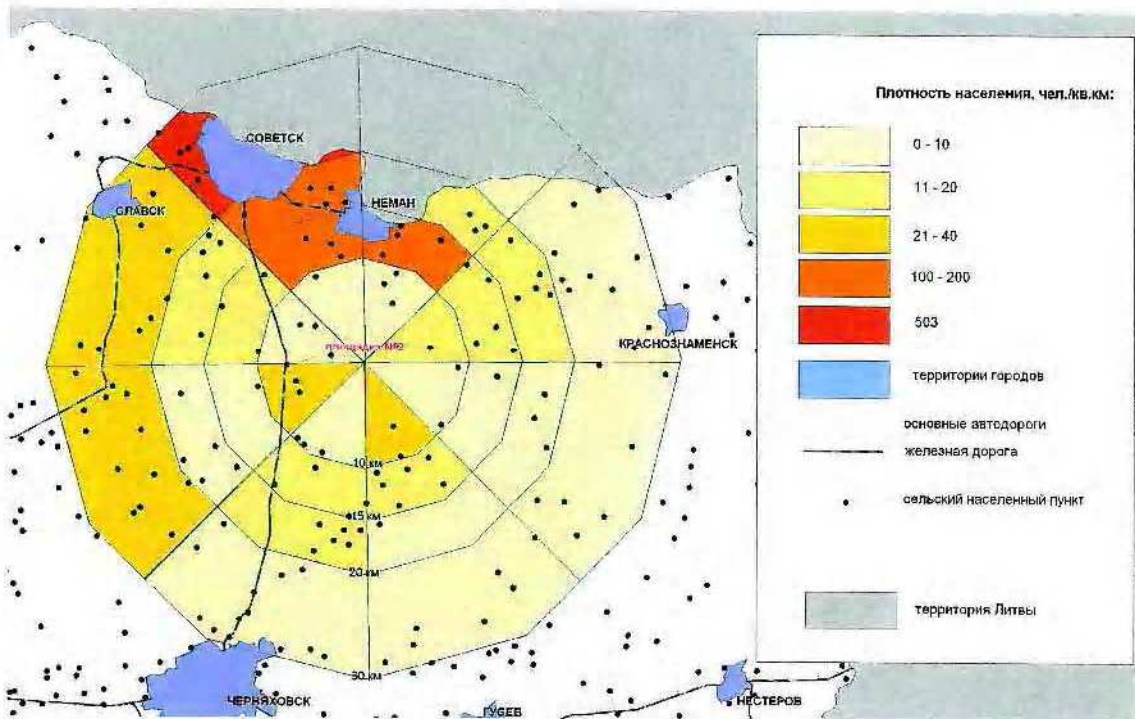 СОВЕТСК
НЕМАН
СЛАВСК
площадка №2
КРАСНОЗНАМЕНСК
10 км
15 км
20 км
30 км
ЧЕРНЯХОВСК
ГУСЕВ
НЕСТЕРОВ
Плотность населения, чел./кв.км:
0 - 10
11 - 20
21 - 40
100 - 200
503
территории городов
основные автодороги
железная дорога
сельский населенный пункт
территория Литвы